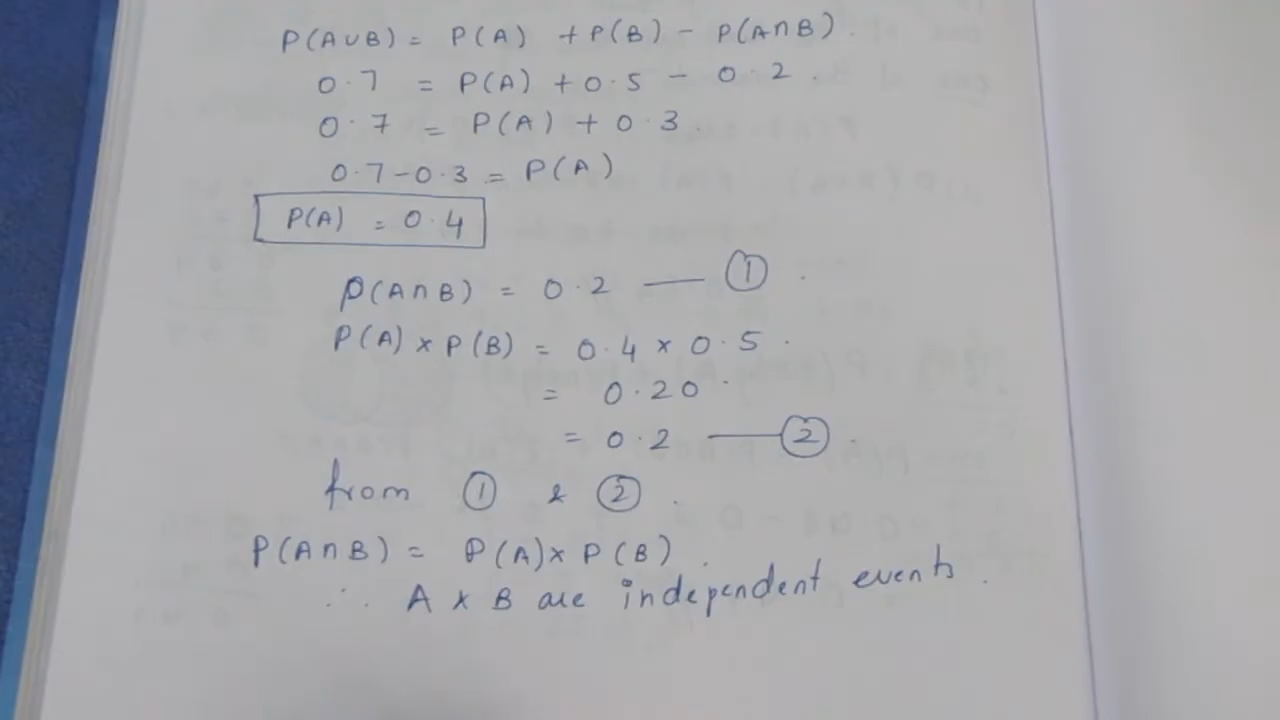 P(A∪B) = P(A) + P(B) - P(A∩B).
0.7 = P(A) + 0.5 - 0.2
0.7 = P(A) + 0.3
0.7-0.3 = P(A)
P(A) = 0.4
P(A∩B) = 0.2 — ①.
P(A) x P(B) = 0.4 x 0.5.
= 0.20.
= 0.2 — ②.
from ① & ②.
P(A∩B) = P(A)x P(B).
∴ A x B are independent events.